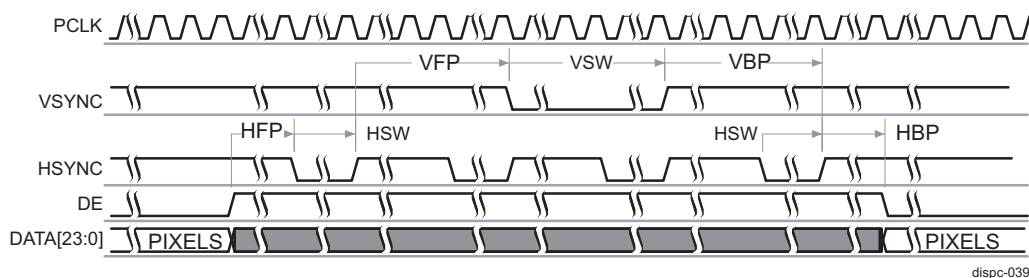 PCLK
VFP VSW VBP
VSYNC
HFP HSW HSW HBP
HSYNC
DE
DATA[23:0] PIXELS PIXELS
dispc-039